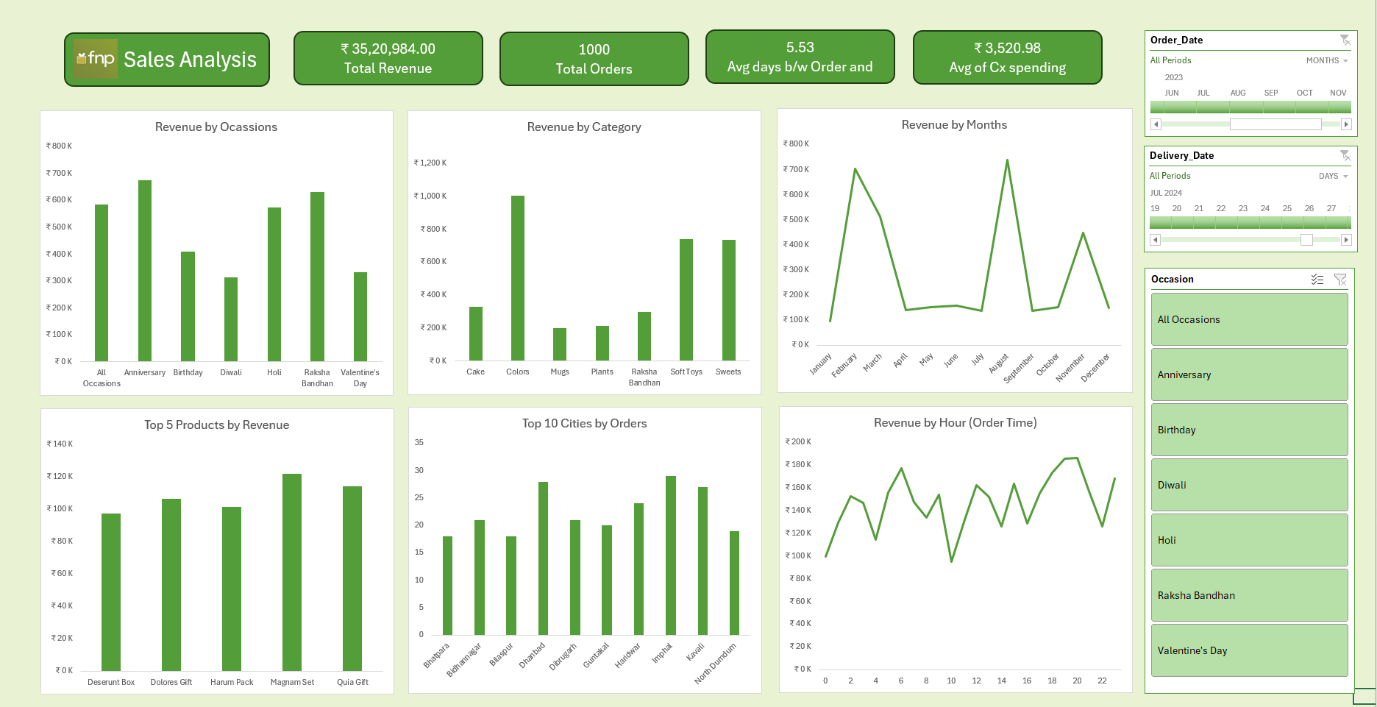 fnp Sales Analysis
₹ 35,20,984.00
Total Revenue
1000
Total Orders
5.53
Avg days b/w Order and
₹ 3,520.98
Avg of Cx spending
Order_Date
All Periods MONTHS
2023
JUN JUL AUG SEP OCT NOV
Delivery_Date
All Periods DAYS
JUL 2024
19 20 21 22 23 24 25 26 27
Occasion
All Occasions
Anniversary
Birthday
Diwali
Holi
Raksha Bandhan
Valentine's Day
Revenue by Ocassions
₹ 800 K
₹ 700 K
₹ 600 K
₹ 500 K
₹ 400 K
₹ 300 K
₹ 200 K
₹ 100 K
₹ 0 K
All Occasions Anniversary Birthday Diwali Holi Raksha Bandhan Valentine's Day
Revenue by Category
₹ 1,200 K
₹ 1,000 K
₹ 800 K
₹ 600 K
₹ 400 K
₹ 200 K
₹ 0 K
Cake Colors Mugs Plants Raksha Bandhan Soft Toys Sweets
Revenue by Months
₹ 800 K
₹ 700 K
₹ 600 K
₹ 500 K
₹ 400 K
₹ 300 K
₹ 200 K
₹ 100 K
₹ 0 K
January February March April May June July August September October November December
Top 5 Products by Revenue
₹ 140 K
₹ 120 K
₹ 100 K
₹ 80 K
₹ 60 K
₹ 40 K
₹ 20 K
₹ 0 K
Deserunt Box Dolores Gift Harum Pack Magnam Set Quia Gift
Top 10 Cities by Orders
35
30
25
20
15
10
5
0
Bhatpara Bidhannagar Bilaspur Dhanbad Dibrugarh Guntakal Haridwar Imphal Kavali North Dumdum
Revenue by Hour (Order Time)
₹ 200 K
₹ 180 K
₹ 160 K
₹ 140 K
₹ 120 K
₹ 100 K
₹ 80 K
₹ 60 K
₹ 40 K
₹ 20 K
₹ 0 K
0 2 4 6 8 10 12 14 16 18 20 22